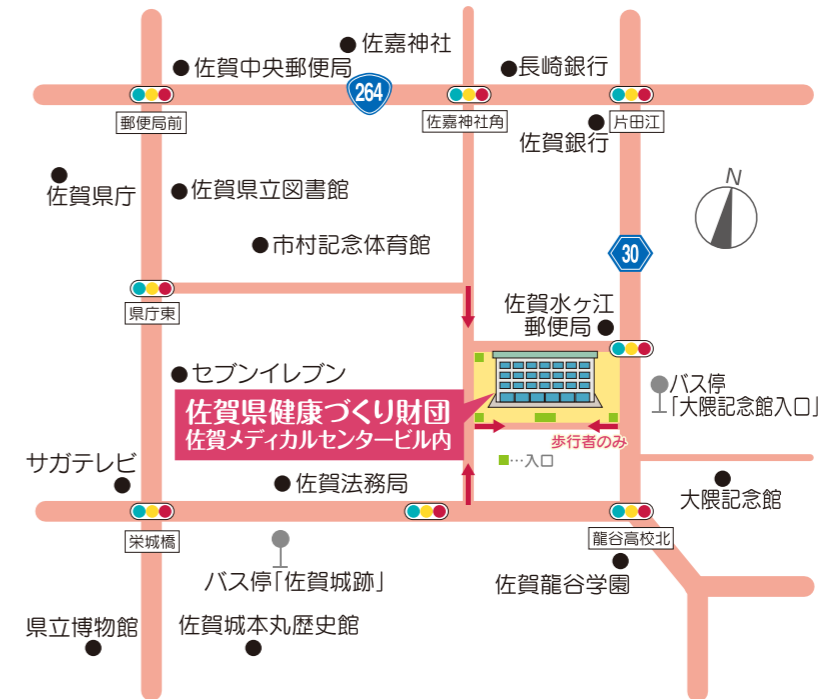 佐嘉神社
佐賀中央郵便局
長崎銀行
264
郵便局前
佐嘉神社角
片田江
佐賀銀行
佐賀県庁
佐賀県立図書館
N
市村記念体育館
30
県庁東
佐賀水ヶ江
郵便局
セブンイレブン
バス停
「大隈記念館入口」
佐賀県健康づくり財団
佐賀メディカルセンタービル内
歩行者のみ
■…入口
サガテレビ
佐賀法務局
大隈記念館
栄城橋
龍谷高校北
バス停「佐賀城跡」
佐賀龍谷学園
県立博物館
佐賀城本丸歴史館